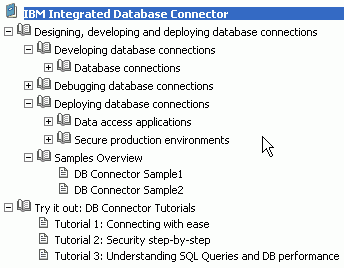 IBM Integrated Database Connector
Designing, developing and deploying database connections
Developing database connections
Database connections
Debugging database connections
Deploying database connections
Data access applications
Secure production environments
Samples Overview
DB Connector Sample1
DB Connector Sample2
Try it out: DB Connector Tutorials
Tutorial 1: Connecting with ease
Tutorial 2: Security step-by-step
Tutorial 3: Understanding SQL Queries and DB performance